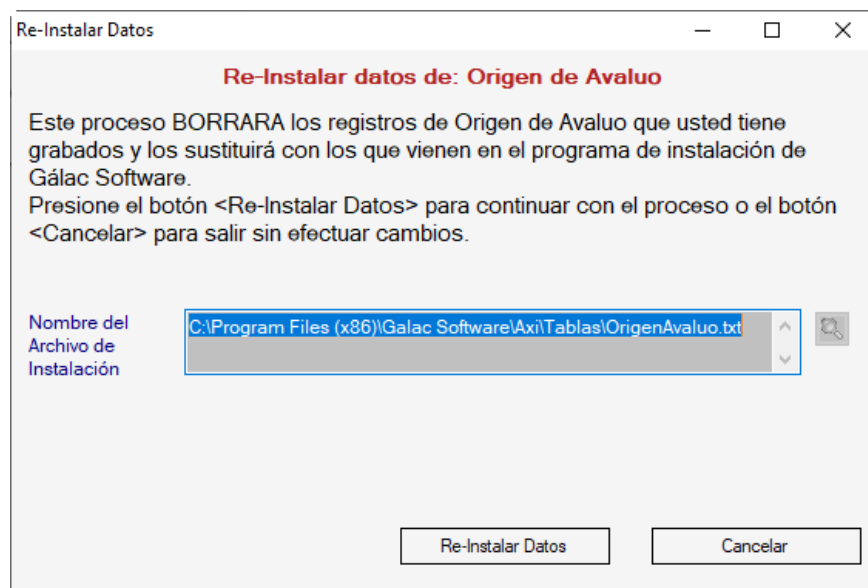 Re-Instalar Datos
Re-Instalar datos de: Origen de Avaluo
Este proceso BORRARA los registros de Origen de Avaluo que usted tiene
grabados y los sustituirá con los que vienen en el programa de instalación de
Gálac Software.
Presione el botón <Re-Instalar Datos> para continuar con el proceso o el botón
<Cancelar> para salir sin efectuar cambios.
Nombre del
Archivo de
Instalación
C:\Program Files (x86)\Galac Software\Axi\Tablas\OrigenAvaluo.txt
Re-Instalar Datos
Cancelar